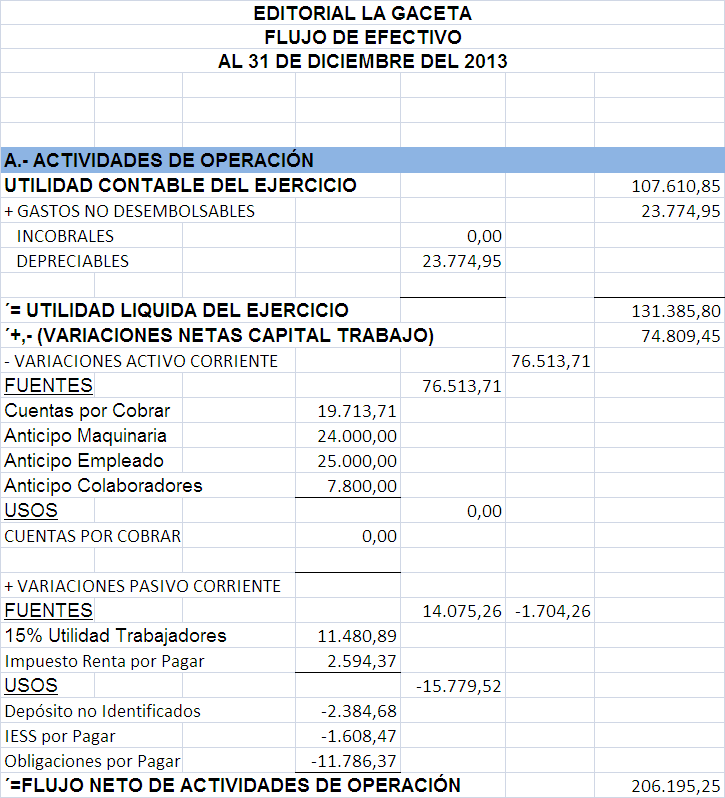 EDITORIAL LA GACETA
FLUJO DE EFECTIVO
AL 31 DE DICIEMBRE DEL 2013
A.- ACTIVIDADES DE OPERACIÓN
UTILIDAD CONTABLE DEL EJERCICIO 107.610,85
+ GASTOS NO DESEMBOLSABLES 23.774,95
INCOBRALES 0,00
DEPRECIABLES 23.774,95
´= UTILIDAD LIQUIDA DEL EJERCICIO 131.385,80
´+,- (VARIACIONES NETAS CAPITAL TRABAJO) 74.809,45
- VARIACIONES ACTIVO CORRIENTE 76.513,71
FUENTES 76.513,71
Cuentas por Cobrar 19.713,71
Anticipo Maquinaria 24.000,00
Anticipo Empleado 25.000,00
Anticipo Colaboradores 7.800,00
USOS 0,00
CUENTAS POR COBRAR 0,00
+ VARIACIONES PASIVO CORRIENTE
FUENTES 14.075,26 -1.704,26
15% Utilidad Trabajadores 11.480,89
Impuesto Renta por Pagar 2.594,37
USOS -15.779,52
Depósito no Identificados -2.384,68
IESS por Pagar -1.608,47
Obligaciones por Pagar -11.786,37
´=FLUJO NETO DE ACTIVIDADES DE OPERACIÓN 206.195,25